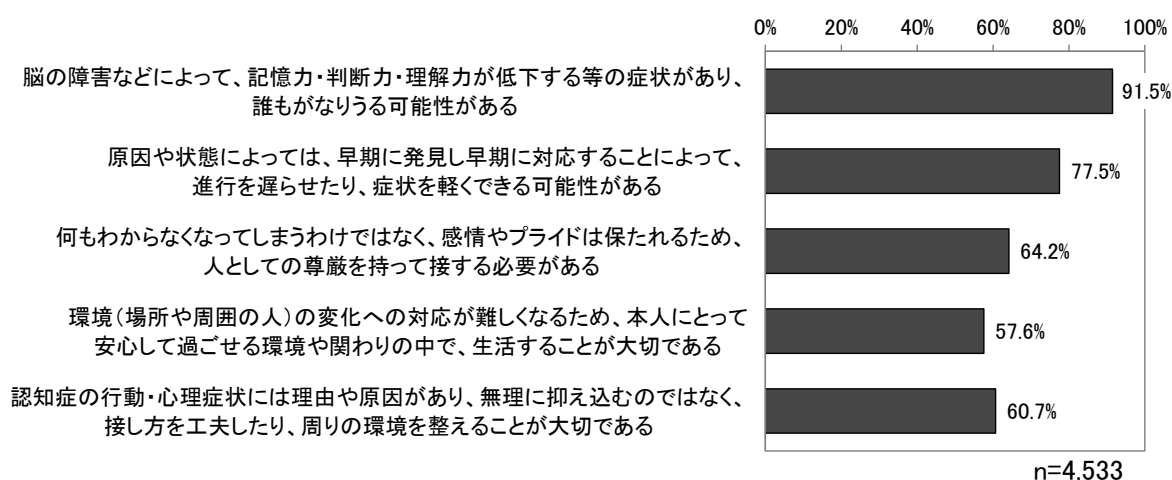 0% 20% 40% 60% 80% 100%
脳の障害などによって、記憶力・判断力・理解力が低下する等の症状があり、
誰もがなりうる可能性がある
91.5%
原因や状態によっては、早期に発見し早期に対応することによって、
進行を遅らせたり、症状を軽くできる可能性がある
77.5%
何もわからなくなってしまうわけではなく、感情やプライドは保たれるため、
人としての尊厳を持って接する必要がある
64.2%
環境(場所や周囲の人)の変化への対応が難しくなるため、本人にとって
安心して過ごせる環境や関わりの中で、生活することが大切である
57.6%
認知症の行動・心理症状には理由や原因があり、無理に抑え込むのではなく、
接し方を工夫したり、周りの環境を整えることが大切である
60.7%
n=4,533